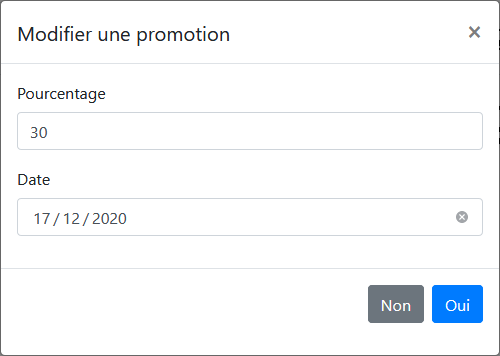 Modifier une promotion ×
Pourcentage
30
Date
17 / 12 / 2020
Non Oui